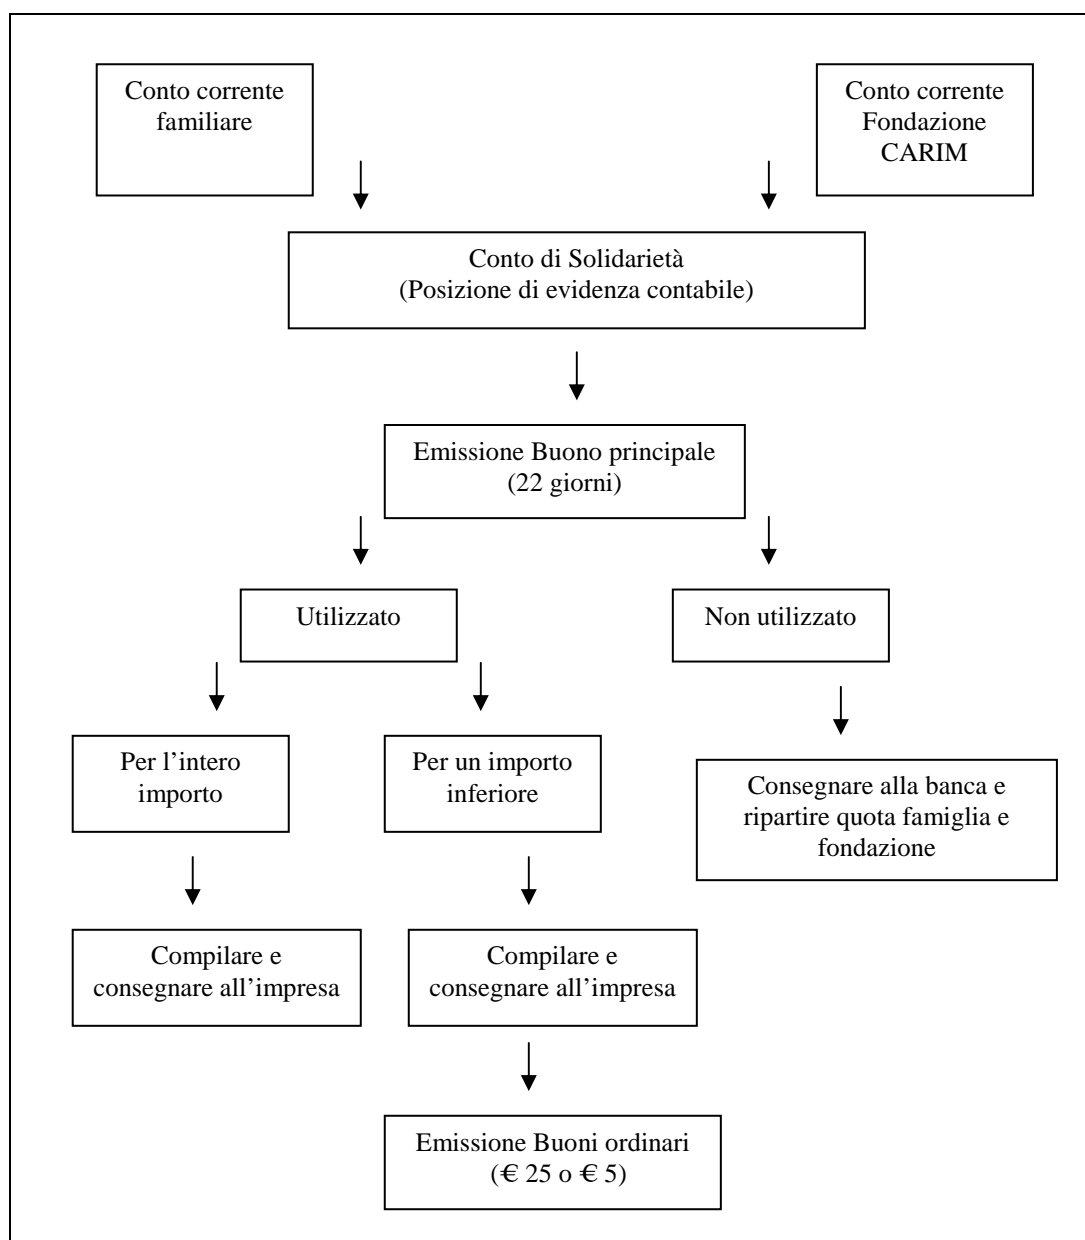 Conto corrente
familiare
Conto corrente
Fondazione
CARIM
Conto di Solidarietà
(Posizione di evidenza contabile)
Emissione Buono principale
(22 giorni)
Utilizzato
Non utilizzato
Per l’intero
importo
Per un importo
inferiore
Consegnare alla banca e
ripartire quota famiglia e
fondazione
Compilare e
consegnare all’impresa
Compilare e
consegnare all’impresa
Emissione Buoni ordinari
(€ 25 o € 5)